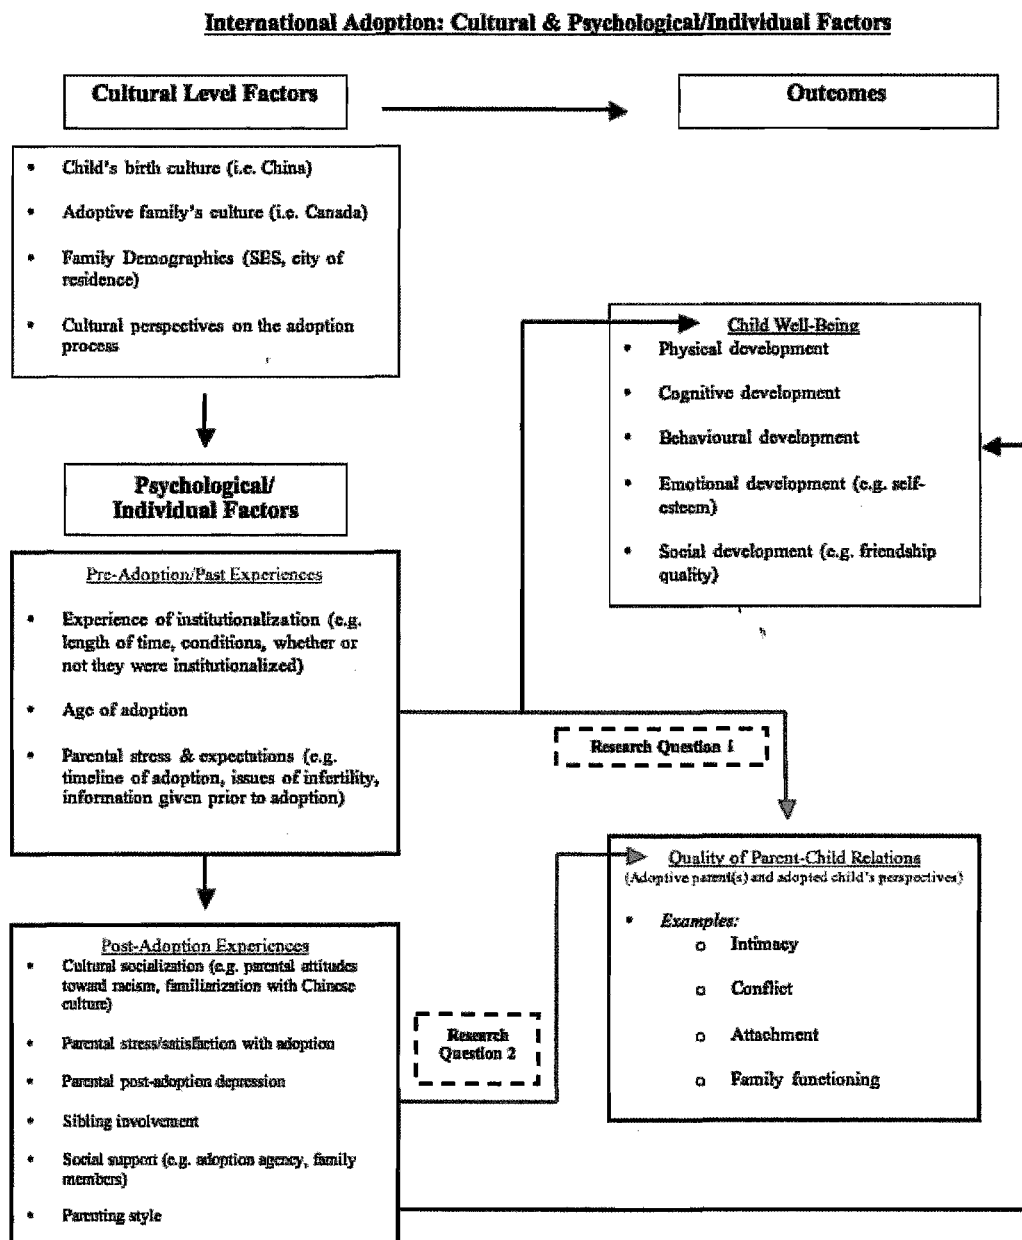 International Adoption: Cultural & Psychological/Individual Factors
Cultural Level Factors
Outcomes
• Child's birth culture (i.e. China)
• Adoptive family's culture (i.e. Canada)
• Family Demographics (SES, city of
residence)
• Cultural perspectives on the adoption
process
Psychological/
Individual Factors
Pre-Adoption/Past Experiences
• Experience of institutionalization (e.g.
length of time, conditions, whether or
not they were institutionalized)
• Age of adoption
• Parental stress & expectations (e.g.
timeline of adoption, issues of infertility,
information given prior to adoption)
Post-Adoption Experiences
• Cultural socialization (e.g. parental attitudes
toward racism, familiarization with Chinese
culture)
• Parental stress/satisfaction with adoption
• Parental post-adoption depression
• Sibling involvement
• Social support (e.g. adoption agency, family
members)
• Parenting style
Child Well-Being
• Physical development
• Cognitive development
• Behavioural development
• Emotional development (e.g. self-
esteem)
• Social development (e.g. friendship
quality)
Research Question 1
Research
Question 2
Quality of Parent-Child Relations
(Adoptive parent(s) and adopted child's perspectives)
• Examples:
o Intimacy
o Conflict
o Attachment
o Family functioning